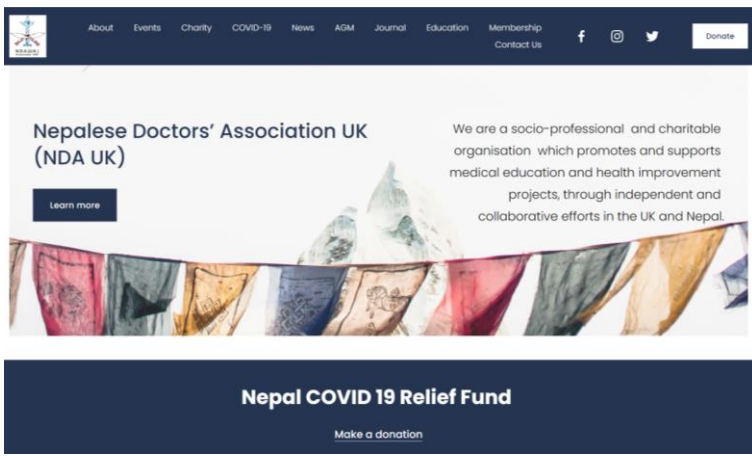 NDA (UK)
About Events Charity COVID-19 News AGM Journal Education Membership
Contact Us
Donate
Nepalese Doctors' Association UK
(NDA UK)
Learn more
We are a socio-professional and charitable
organisation which promotes and supports
medical education and health improvement
projects, through independent and
collaborative efforts in the UK and Nepal.
Nepal COVID 19 Relief Fund
Make a donation